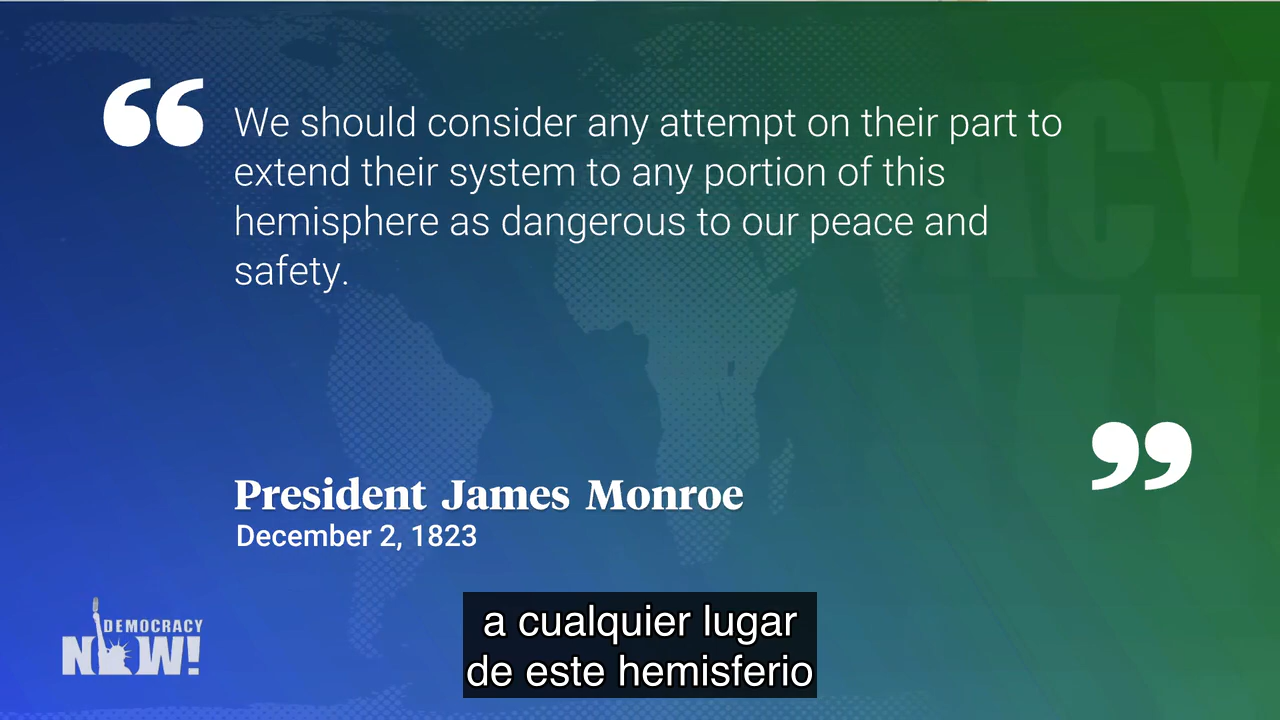 “
We should consider any attempt on their part to
extend their system to any portion of this
hemisphere as dangerous to our peace and
safety.
”
President James Monroe
December 2, 1823
DEMOCRACY
NOW!
a cualquier lugar
de este hemisferio